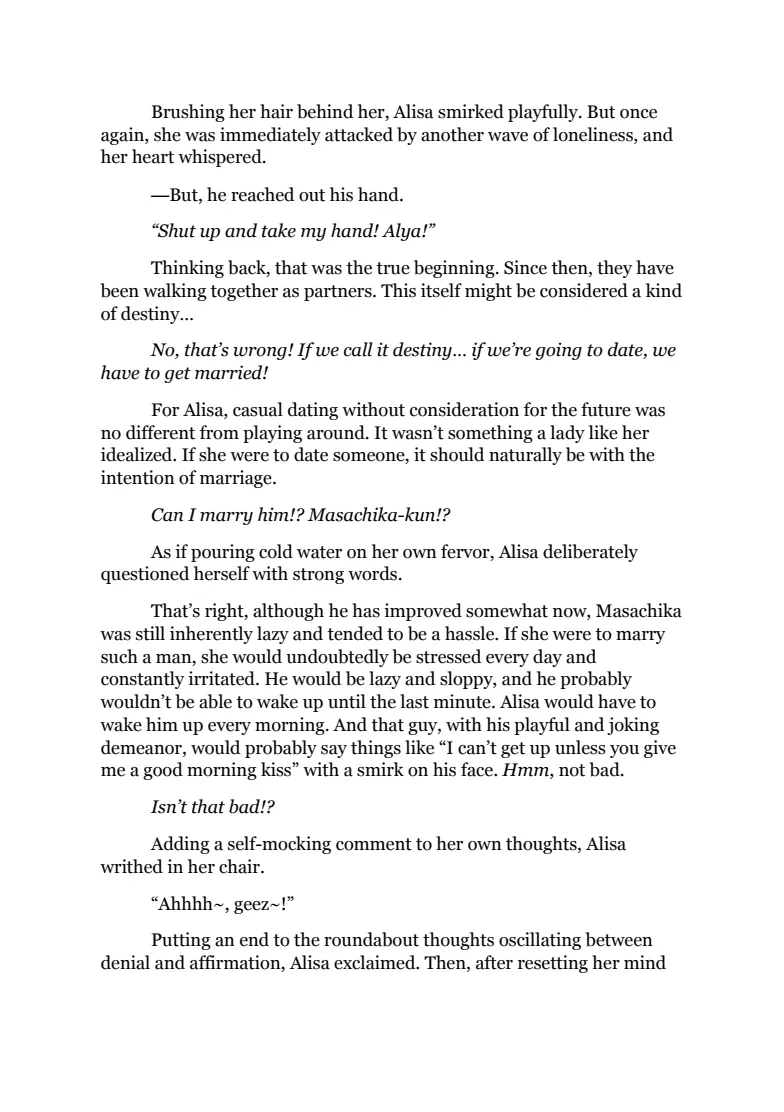 Brushing her hair behind her, Alisa smirked playfully. But once
again, she was immediately attacked by another wave of loneliness, and
her heart whispered.
—But, he reached out his hand.
“Shut up and take my hand! Alya!”
Thinking back, that was the true beginning. Since then, they have
been walking together as partners. This itself might be considered a kind
of destiny…
No, that’s wrong! If we call it destiny… if we’re going to date, we
have to get married!
For Alisa, casual dating without consideration for the future was
no different from playing around. It wasn’t something a lady like her
idealized. If she were to date someone, it should naturally be with the
intention of marriage.
Can I marry him!? Masachika-kun!?
As if pouring cold water on her own fervor, Alisa deliberately
questioned herself with strong words.
That’s right, although he has improved somewhat now, Masachika
was still inherently lazy and tended to be a hassle. If she were to marry
such a man, she would undoubtedly be stressed every day and
constantly irritated. He would be lazy and sloppy, and he probably
wouldn’t be able to wake up until the last minute. Alisa would have to
wake him up every morning. And that guy, with his playful and joking
demeanor, would probably say things like “I can’t get up unless you give
me a good morning kiss” with a smirk on his face. Hmm, not bad.
Isn’t that bad!?
Adding a self-mocking comment to her own thoughts, Alisa
writhed in her chair.
“Ahhhh~, geez~!”
Putting an end to the roundabout thoughts oscillating between
denial and affirmation, Alisa exclaimed. Then, after resetting her mind